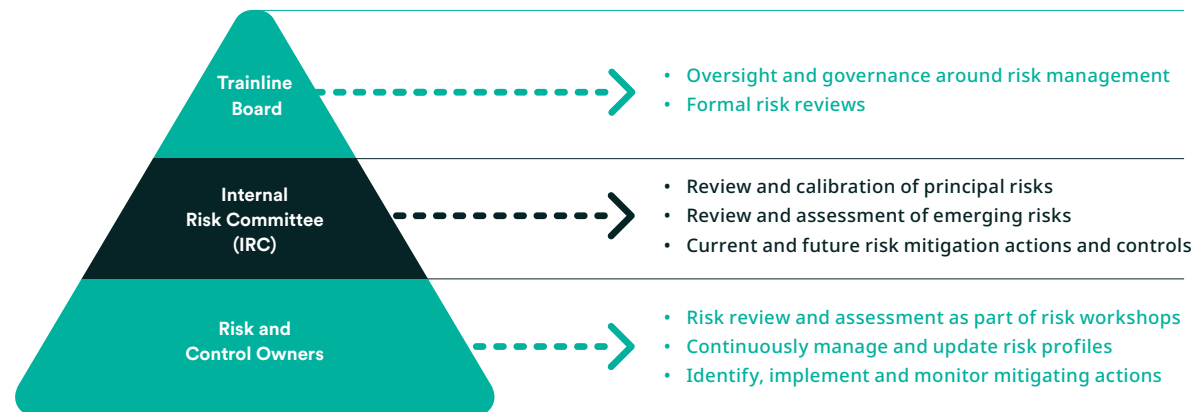 Trainline
Board
• Oversight and governance around risk management
• Formal risk reviews
Internal
Risk Committee
(IRC)
• Review and calibration of principal risks
• Review and assessment of emerging risks
• Current and future risk mitigation actions and controls
Risk and
Control Owners
• Risk review and assessment as part of risk workshops
• Continuously manage and update risk profiles
• Identify, implement and monitor mitigating actions